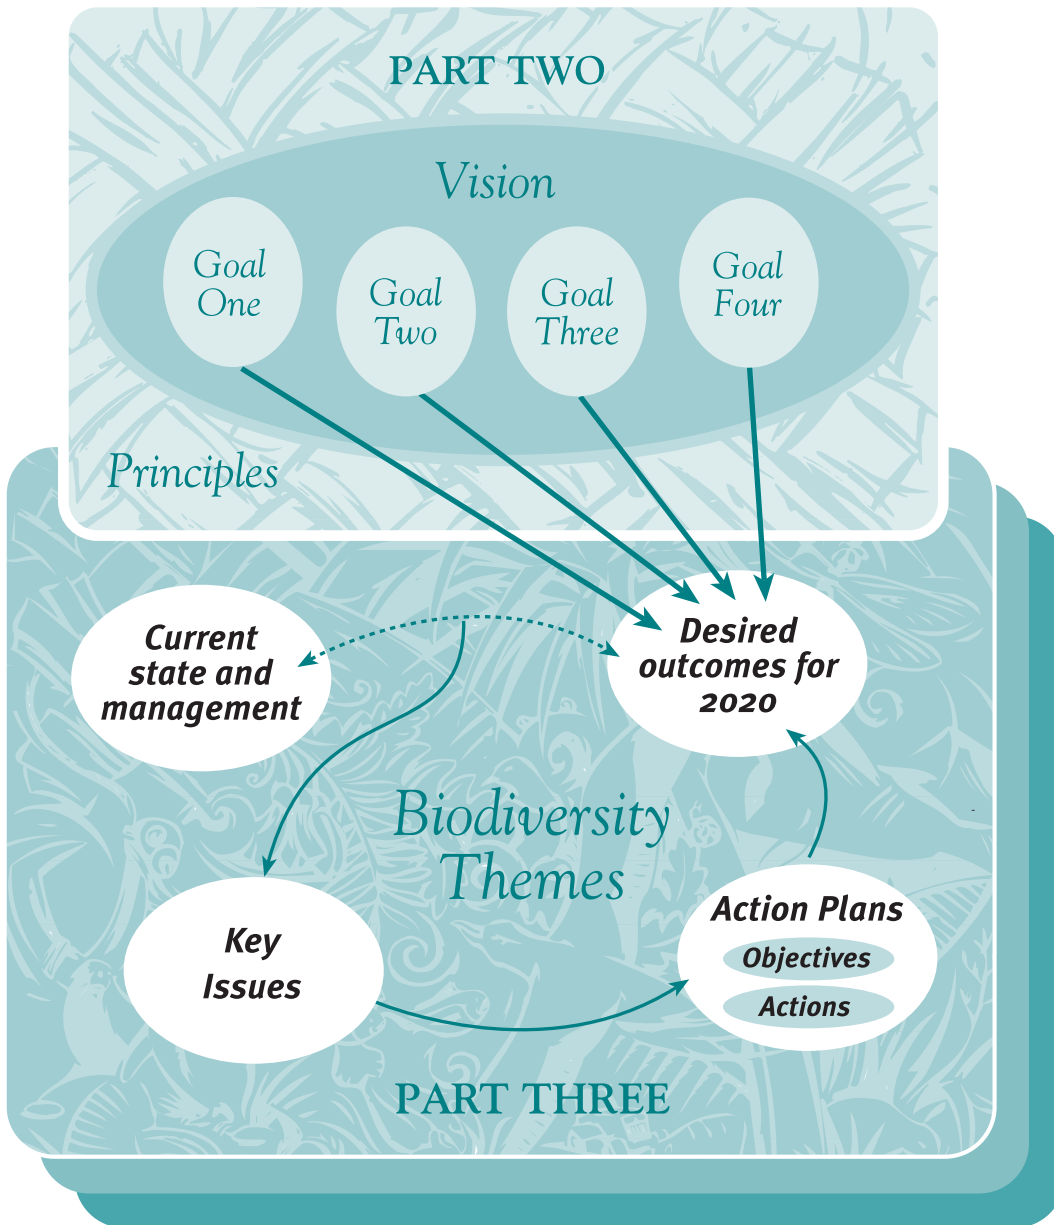 PART TWO
Vision
Goal
One
Goal
Two
Goal
Three
Goal
Four
Principles
Current
state and
management
Desired
outcomes for
2020
Biodiversity
Themes
Key
Issues
Action Plans
Objectives
Actions
PART THREE